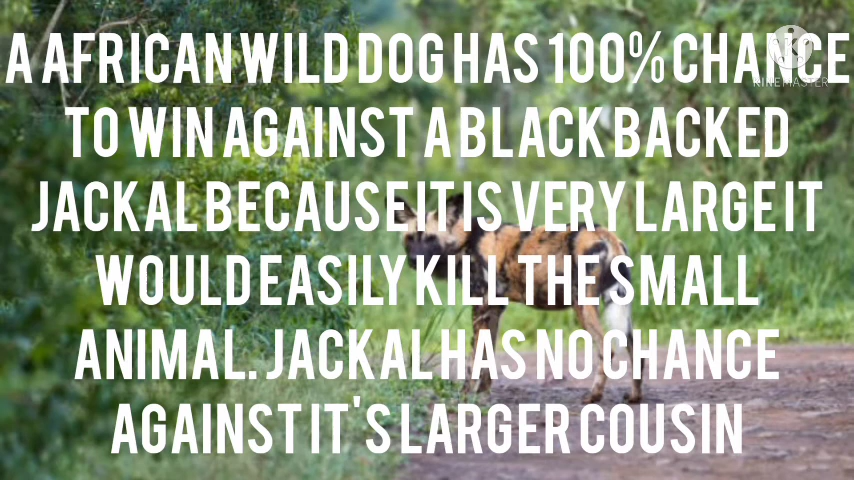 A AFRICAN WILD DOG HAS 100% CHANCE
TO WIN AGAINST A BLACK BACKED
JACKAL BECAUSE IT IS VERY LARGE IT
WOULD EASILY KILL THE SMALL
ANIMAL. JACKAL HAS NO CHANCE
AGAINST IT'S LARGER COUSIN
KINEMASTER